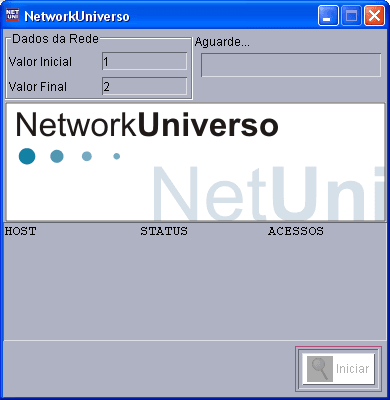 NET UNI NetworkUniverso
Dados da Rede
Aguarde...
Valor Inicial 1
Valor Final 2
NetworkUniverso
NetUni
HOST STATUS ACESSOS
Iniciar